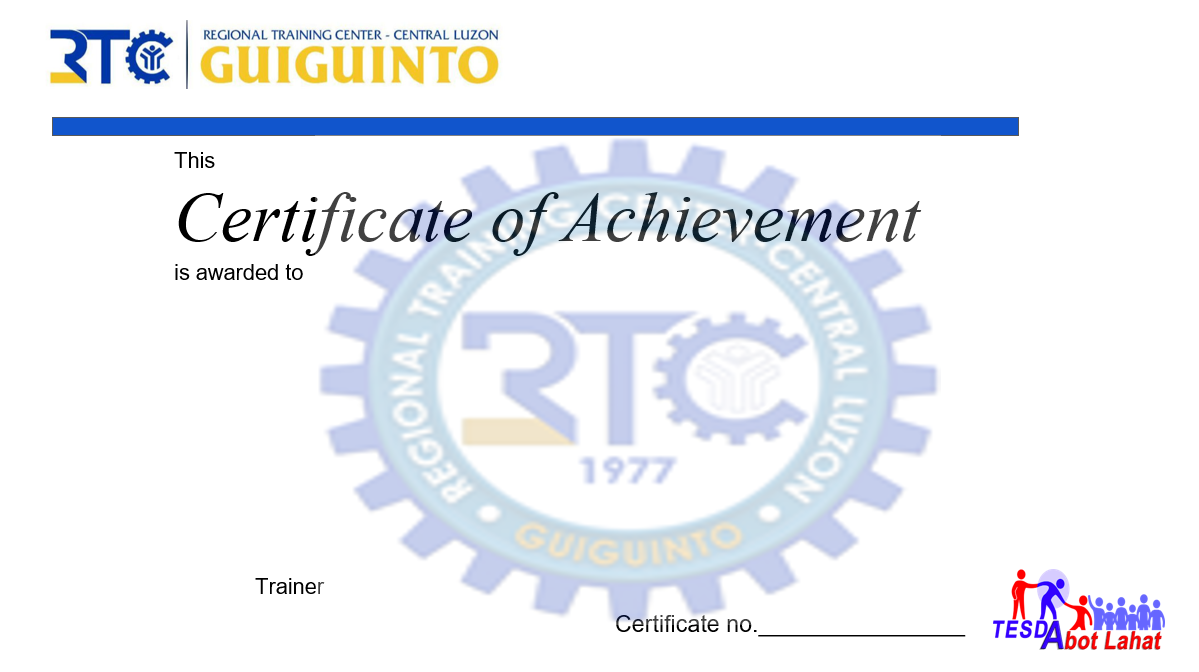 RTC
REGIONAL TRAINING CENTER - CENTRAL LUZON
GUIGUINTO
This
Certificate of Achievement
is awarded to
REGIONAL TRAINING CENTER-CENTRAL LUZON
RTC
1977
GUIGUINTO
Trainer
Certificate no._________________
TESDA Abot Lahat